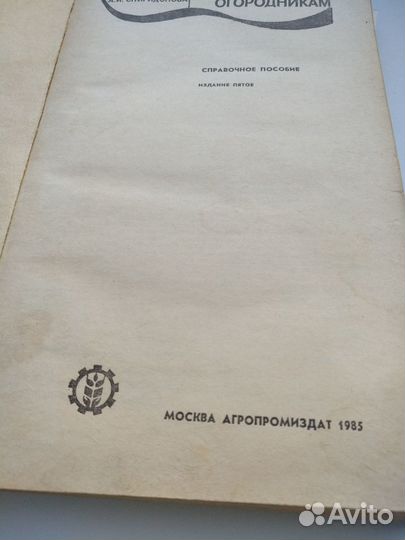 ОГОРОДНИКАМ
СПРАВОЧНОЕ ПОСОБИЕ
ИЗДАНИЕ ПЯТОЕ
МОСКВА АГРОПРОМИЗДАТ 1985
Avito